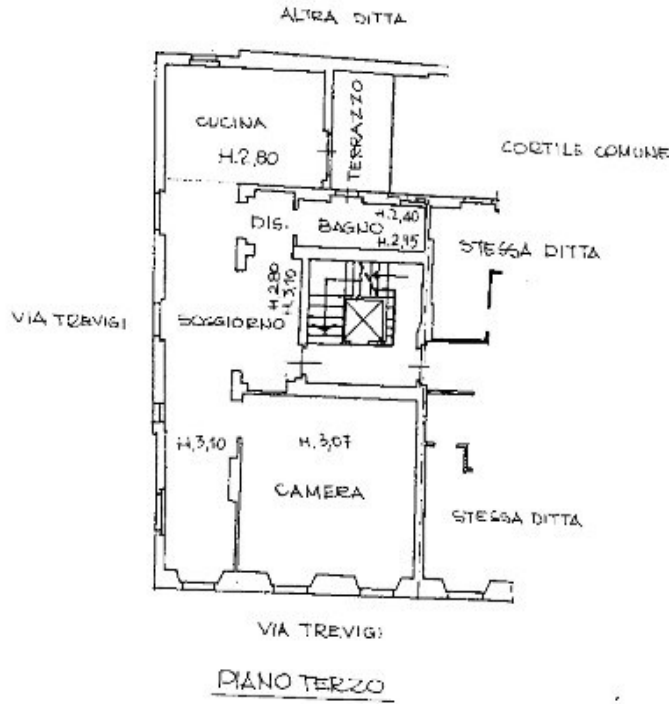 ALTRA DITTA
CUCINA
H.2,80
TERRAZZO
CORTILE COMUNE
DIS.
BAGNO
H.2,40
H.2,95
STESSA DITTA
H.2,80
H.3,10
VIA TREVIGI
SOGGIORNO
H.3,10
H.3,07
CAMERA
STESSA DITTA
VIA TREVIGI
PIANO TERZO